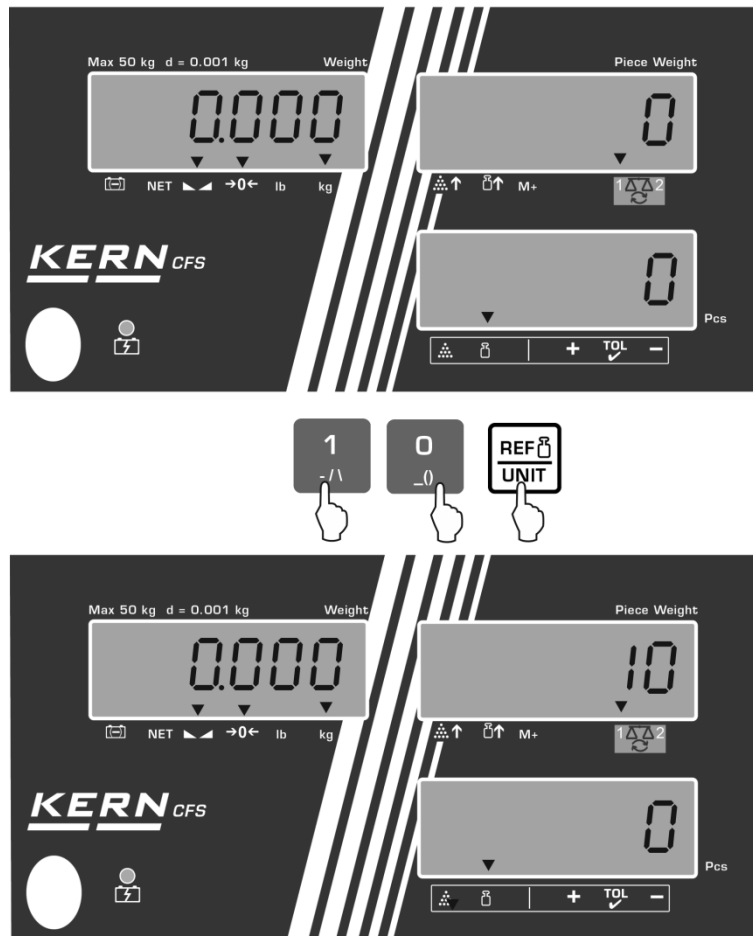 Max 50 kg d = 0.001 kg Weight
Piece Weight
0.000
0
NET →0← lb kg
M+
1 2
KERN CFS
0
Pcs
+ TOL −
1
-/\
0
_()
REF
UNIT
Max 50 kg d = 0.001 kg Weight
Piece Weight
0.000
10
NET →0← lb kg
M+
1 2
KERN CFS
0
Pcs
+ TOL −